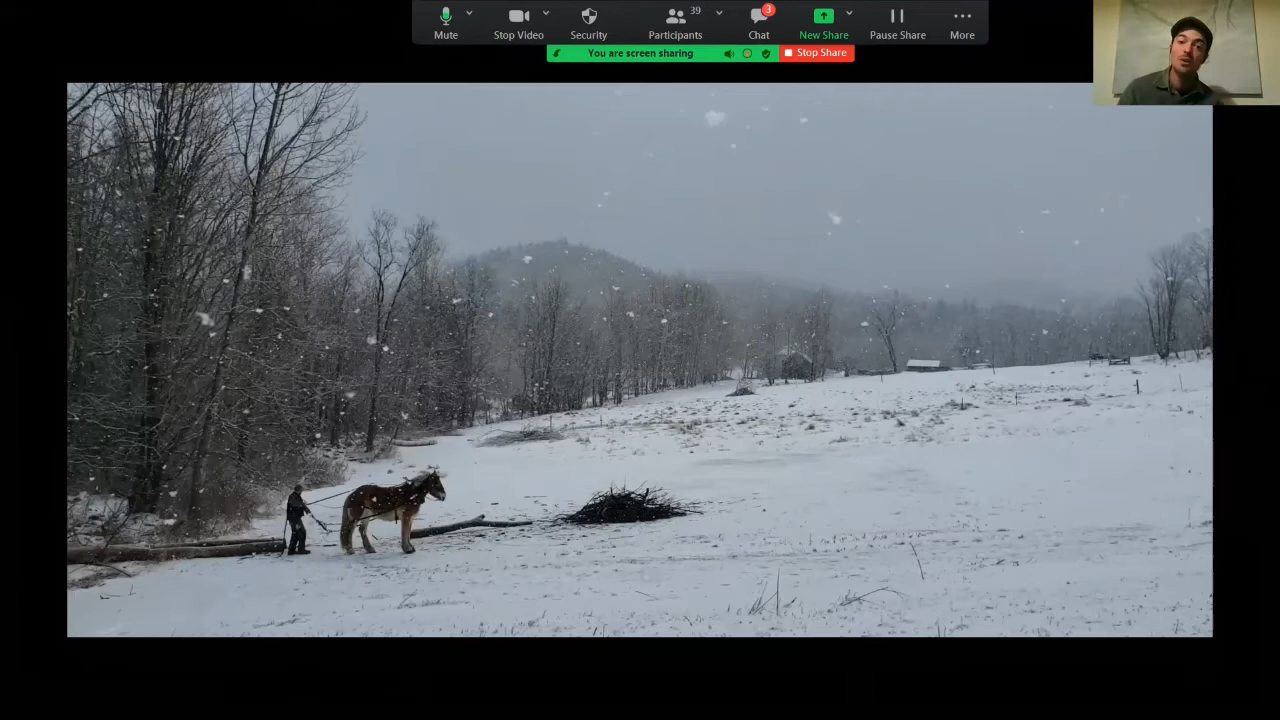 39
3
Mute
Stop Video
Security
Participants
Chat
New Share
Pause Share
More
You are screen sharing
Stop Share